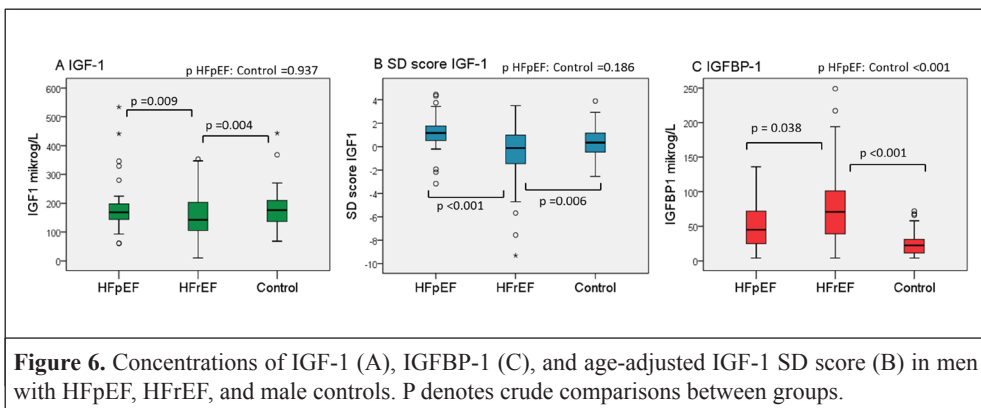 A IGF-1
p HFpEF: Control =0.937
p =0.009
p =0.004
IGF1 mikrog/L
600
500
400
300
200
100
0
HFpEF
HFrEF
Control
B SD score IGF-1
p HFpEF: Control =0.186
SD score IGF1
4
2
0
-2
-4
-6
-8
-10
p <0.001
p =0.006
HFpEF
HFrEF
Control
C IGFBP-1
p HFpEF: Control <0.001
p = 0.038
p <0.001
IGFBP1 mikrog/L
250
200
150
100
50
0
HFpEF
HFrEF
Control
Figure 6. Concentrations of IGF-1 (A), IGFBP-1 (C), and age-adjusted IGF-1 SD score (B) in men
with HFpEF, HFrEF, and male controls. P denotes crude comparisons between groups.